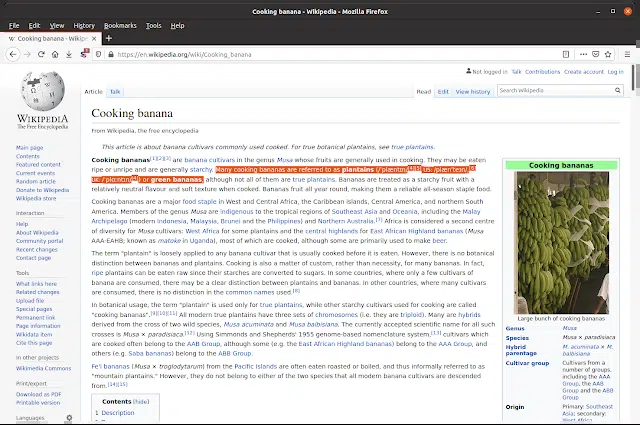 Cooking banana - Wikipedia - Mozilla Firefox
File Edit View History Bookmarks Tools Help
W Cooking banana - Wikipedia
https://en.wikipedia.org/wiki/Cooking_banana
Not logged in Talk Contributions Create account Log in
Article Talk
Read Edit View history
Search Wikipedia
WIKIPEDIA
The Free Encyclopedia
Main page
Contents
Featured content
Current events
Random article
Donate to Wikipedia
Wikipedia store
Interaction
Help
About Wikipedia
Community portal
Recent changes
Contact page
Tools
What links here
Related changes
Upload file
Special pages
Permanent link
Page information
Wikidata item
Cite this page
In other projects
Wikimedia Commons
Print/export
Download as PDF
Printable version
Languages
Cooking banana
From Wikipedia, the free encyclopedia
This article is about banana cultivars commonly used cooked. For true botanical plantains, see true plantains.
Cooking bananas[1][2][3] are banana cultivars in the genus Musa whose fruits are generally used in cooking. They may be eaten
ripe or unripe and are generally starchy. Many cooking bananas are referred to as plantains
or green bananas, although not all of them are true plantains. Bananas are treated as a starchy fruit with a
relatively neutral flavour and soft texture when cooked. Bananas fruit all year round, making them a reliable all-season staple food.
Cooking bananas are a major food staple in West and Central Africa, the Caribbean islands, Central America, and northern South
America. Members of the genus Musa are indigenous to the tropical regions of Southeast Asia and Oceania, including the Malay
Archipelago (modern Indonesia, Malaysia, Brunei and the Philippines) and Northern Australia.[7] Africa is considered a second centre
of diversity for Musa cultivars: West Africa for some plantains and the central highlands for East African Highland bananas (Musa
AAA-EAHB; known as matoke in Uganda), most of which are cooked, although some are primarily used to make beer.
The term "plantain" is loosely applied to any banana cultivar that is usually cooked before it is eaten. However, there is no botanical
distinction between bananas and plantains. Cooking is also a matter of custom, rather than necessity, for many bananas. In fact,
ripe plantains can be eaten raw since their starches are converted to sugars. In some countries, where only a few cultivars of
banana are consumed, there may be a clear distinction between plantains and bananas. In other countries, where many cultivars
are consumed, there is no distinction in the common names used.[8]
In botanical usage, the term "plantain" is used only for true plantains, while other starchy cultivars used for cooking are called
"cooking bananas".[9][10][11] All modern true plantains have three sets of chromosomes (i.e. they are triploid). Many are hybrids
derived from the cross of two wild species, Musa acuminata and Musa balbisiana. The currently accepted scientific name for all such
crosses is Musa × paradisiaca.[12] Using Simmonds and Shepherds' 1955 genome-based nomenclature system,[13] cultivars which
are cooked often belong to the AAB Group, although some (e.g. the East African Highland bananas) belong to the AAA Group, and
others (e.g. Saba bananas) belong to the ABB Group.
Fe'i bananas (Musa × troglodytarum) from the Pacific Islands are often eaten roasted or boiled, and thus informally referred to as
"mountain plantains." However, they do not belong to either of the two species that all modern banana cultivars are descended
from.[14][15]
Contents [hide]
1 Description
Cooking bananas
Large bunch of cooking bananas
Genus Musa
Species Musa × paradisiaca
Hybrid parentage M. acuminata × M.
balbisiana
Cultivar group Cultivars from a
number of groups,
including the AAA
Group, the AAB
Group and the ABB
Group
Origin Primary: Southeast
Asia; secondary:
West Africa